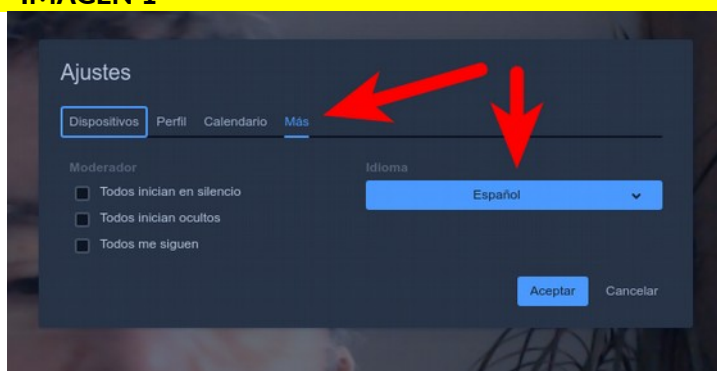 IMAGEN 1
Ajustes
Dispositivos Perfil Calendario Más
Moderador
Todos inician en silencio
Todos inician ocultos
Todos me siguen
Idioma
Español
Aceptar Cancelar